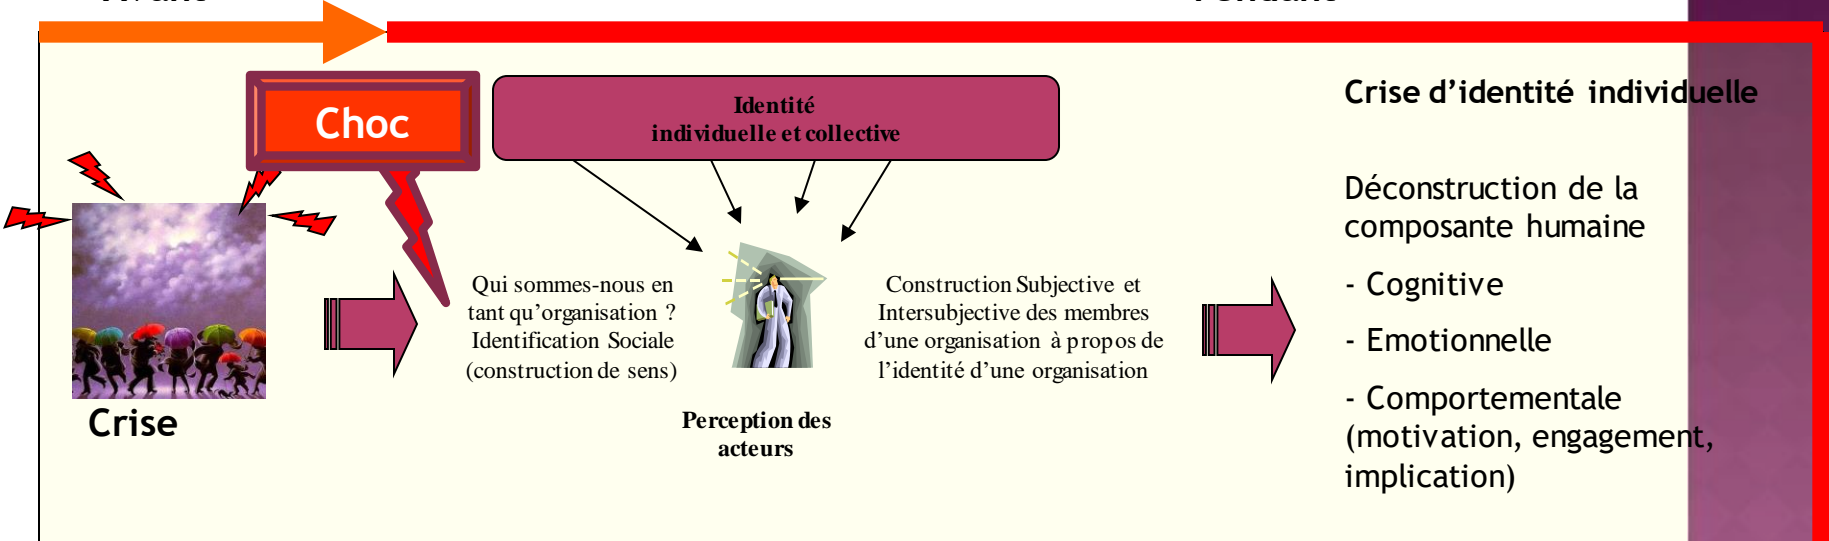 Choc
Identité
individuelle et collective
Crise
Qui sommes-nous en
tant qu’organisation ?
Identification Sociale
(construction de sens)
Perception des
acteurs
Construction Subjective et
Intersubjective des membres
d’une organisation à propos de
l’identité d’une organisation
Crise d’identité individuelle
Déconstruction de la
composante humaine
- Cognitive
- Emotionnelle
- Comportementale
(motivation, engagement,
implication)